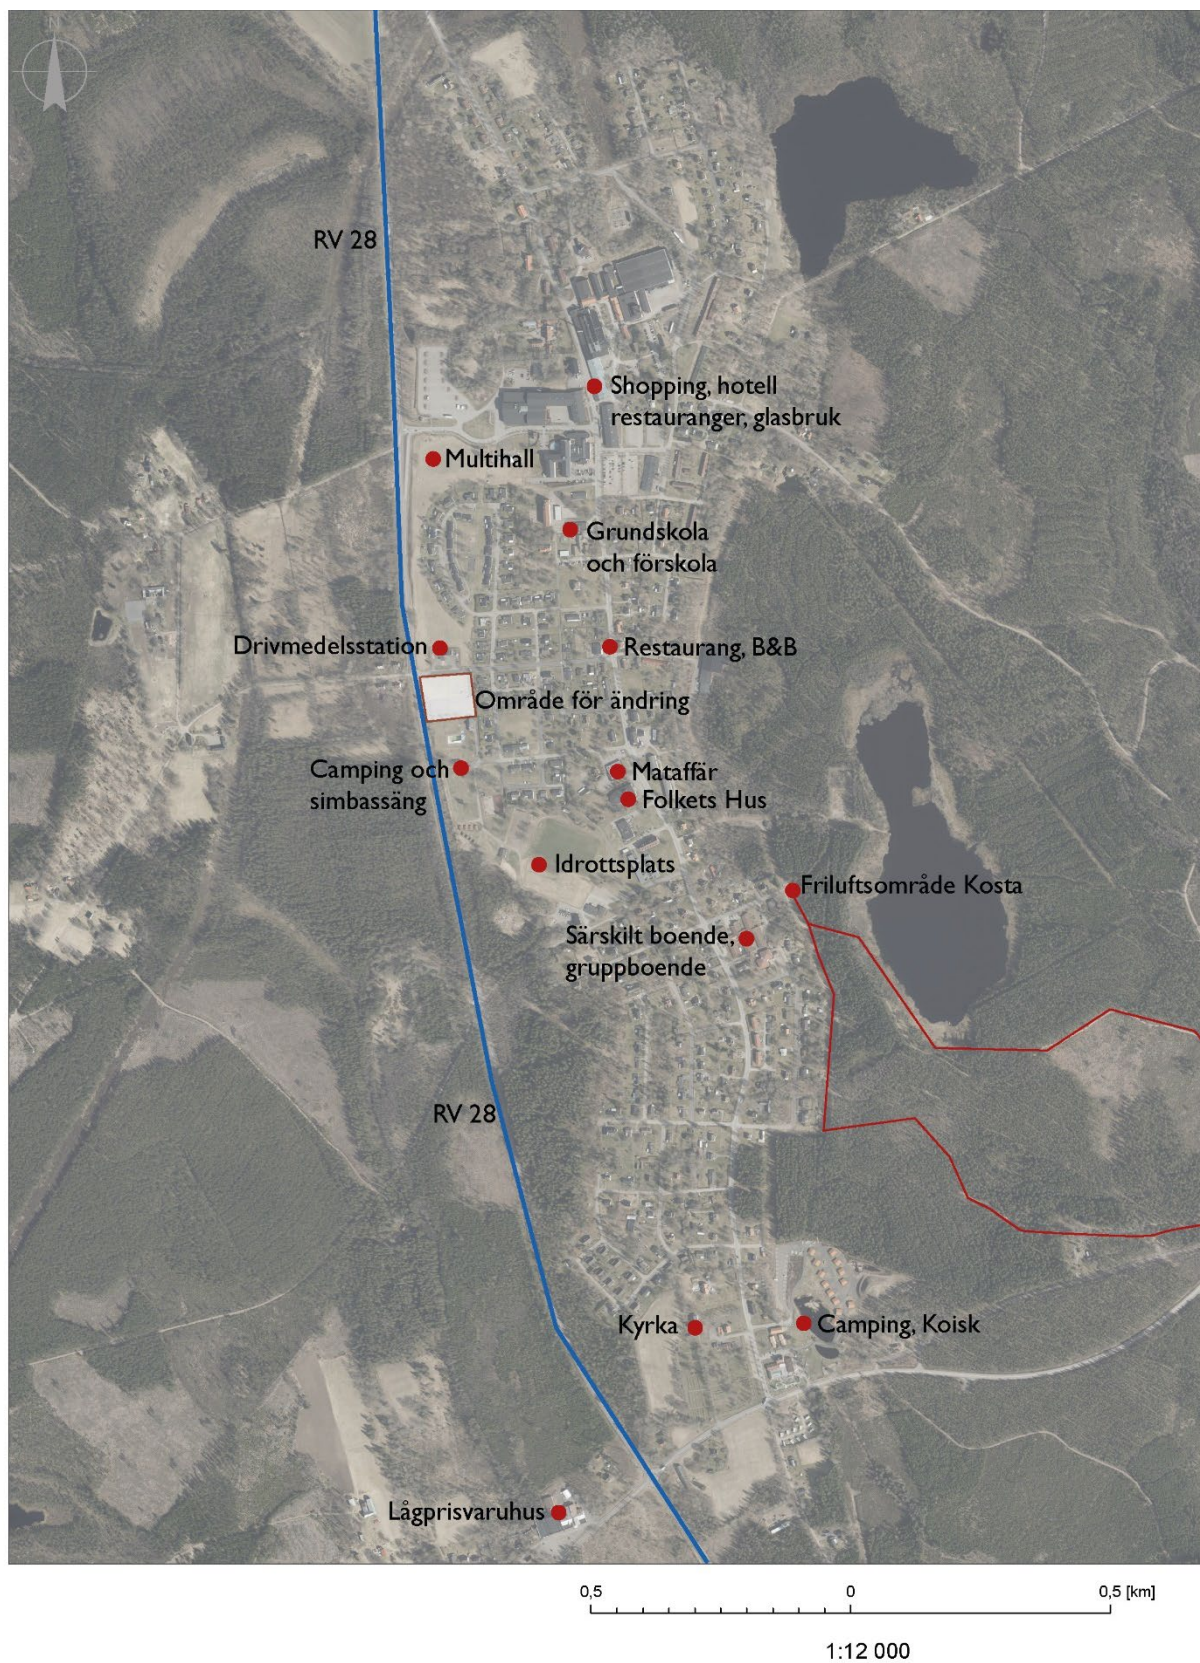 RV 28
Shopping, hotell
restauranger, glasbruk
Multihall
Grundskola
och förskola
Drivmedelsstation
Restaurang, B&B
Område för ändring
Camping och
simbassäng
Mataffär
Folkets Hus
Idrottsplats
Friluftsområde Kosta
Särskilt boende,
gruppboende
RV 28
Kyrka
Camping, Koisk
Lågprisvaruhus
0,5 0 0,5 [km]
1:12 000